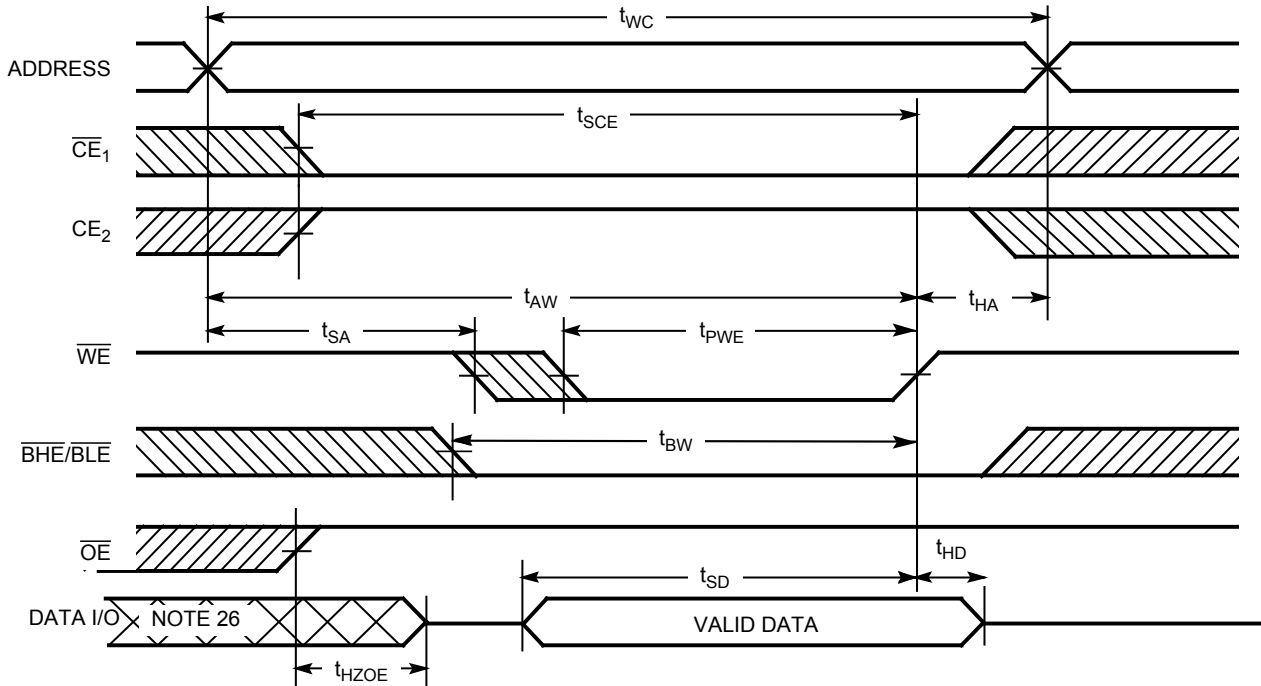 tWC
ADDRESS
tSCE
CE1
CE2
tAW
tHA
tSA
tPWE
WE
tBW
BHE/BLE
OE
tHD
tSD
DATA I/O
NOTE 26
VALID DATA
tHZOE